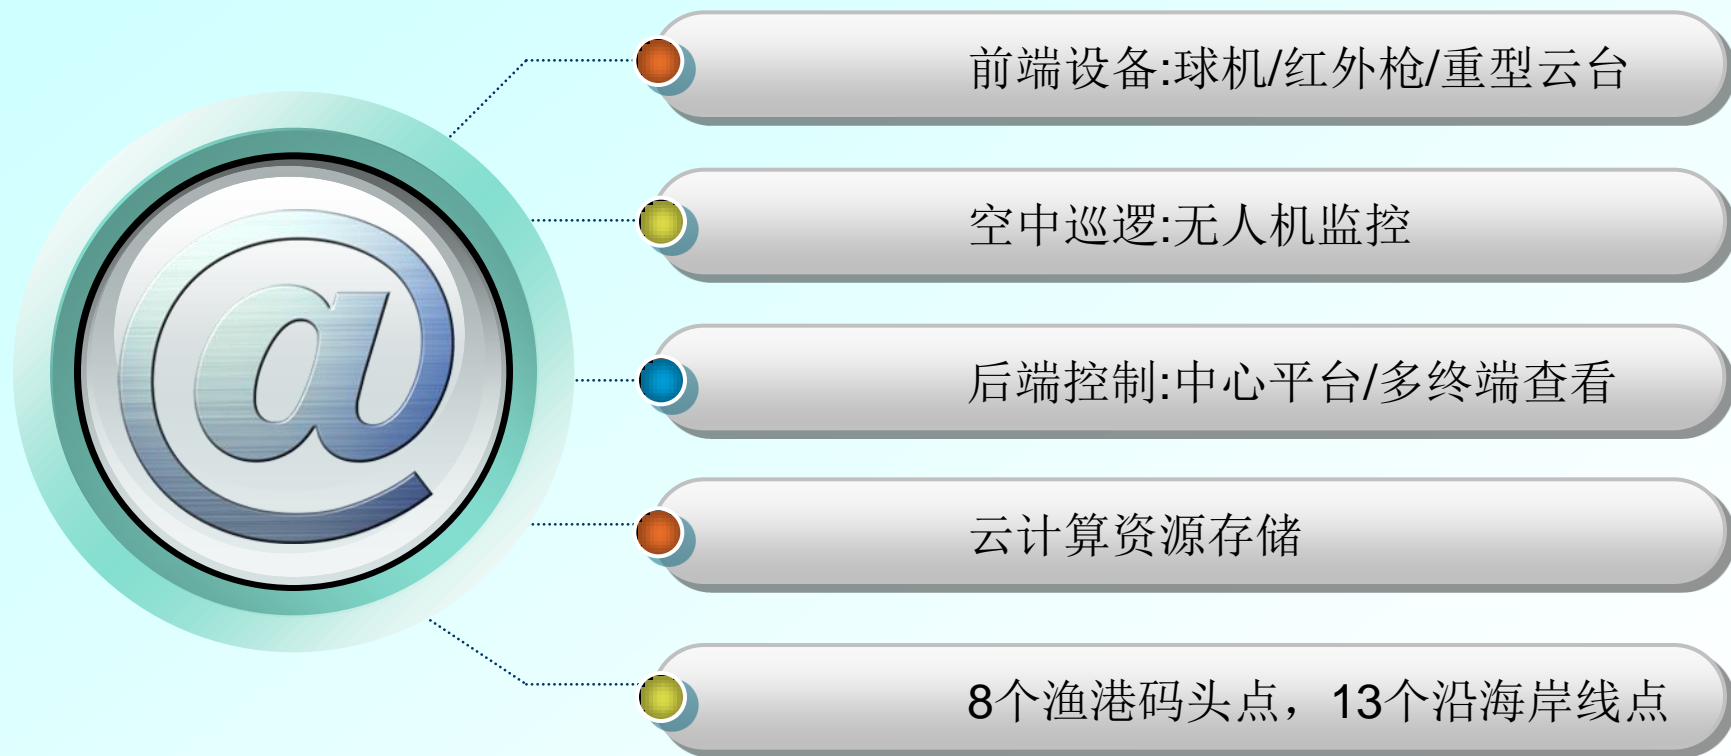 前端设备:球机/红外枪/重型云台
空中巡逻:无人机监控
@
后端控制:中心平台/多终端查看
云计算资源存储
8个渔港码头点，13个沿海岸线点